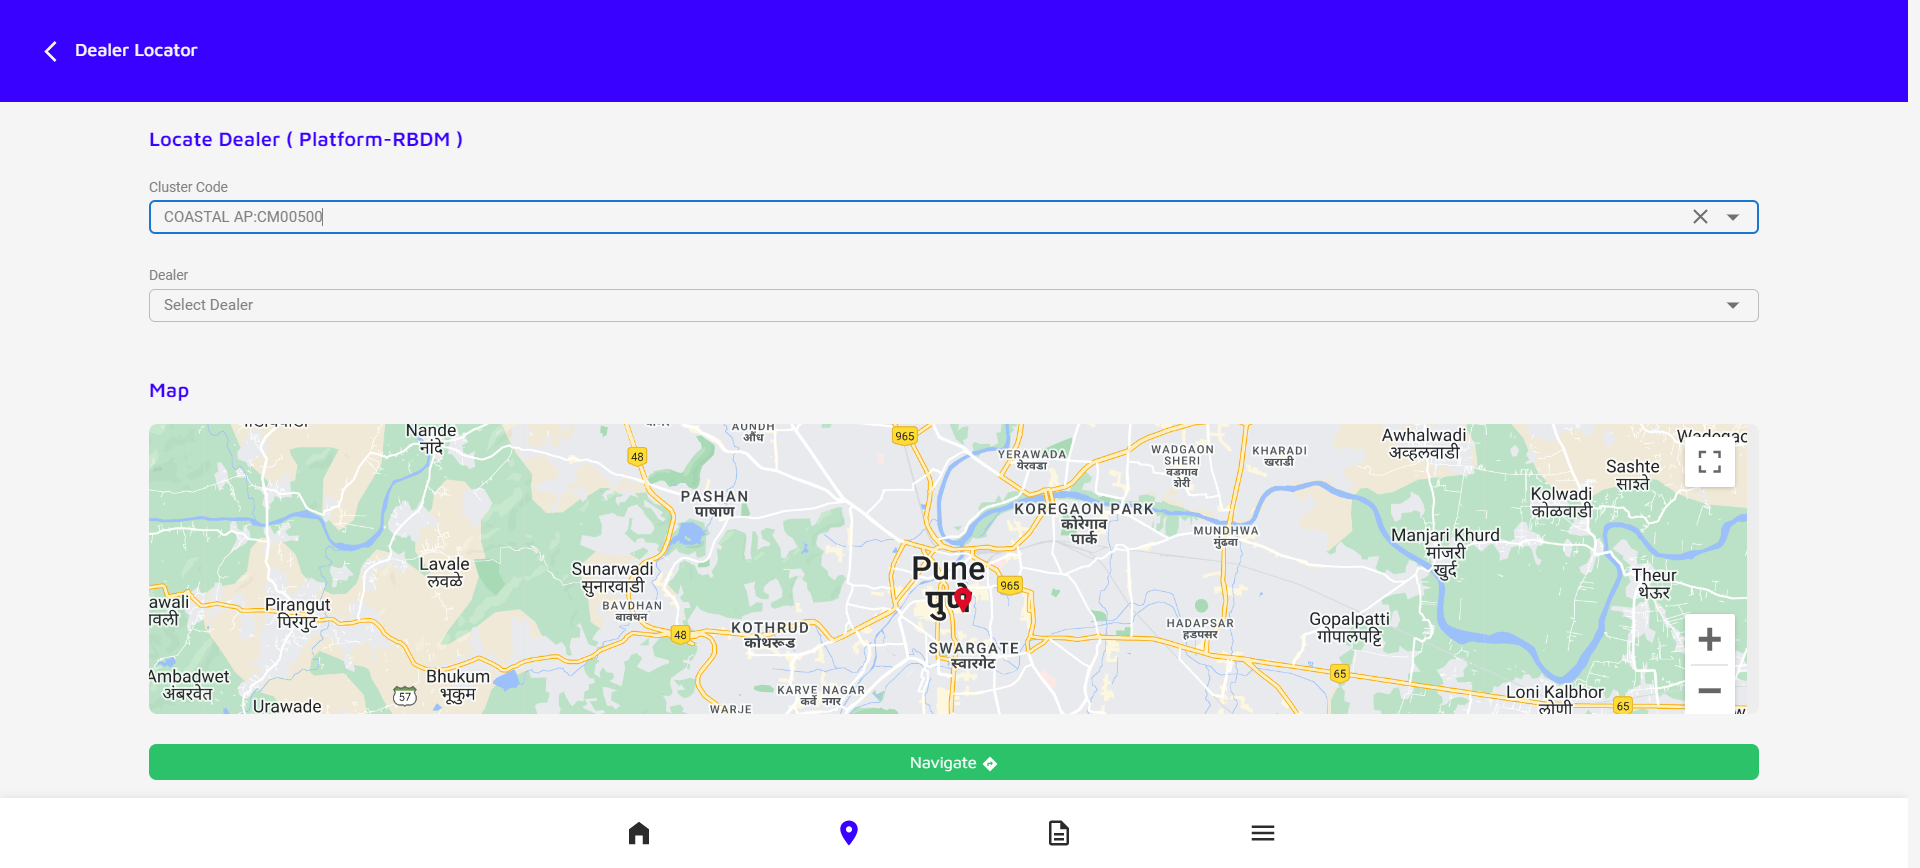 Dealer Locator
Locate Dealer ( Platform-RBDM )
Cluster Code
COASTAL AP:CM00500
Dealer
Select Dealer
Map
Nande
नांदे
48
AUNDH
औंध
965
YERAWADA
येरवडा
WADGAON
SHERI
वडगाव
शेरी
KHARADI
खराडी
Awhalwadi
अव्हलवाडी
Sashte
साश्ते
PASHAN
पाषाण
KOREGAON PARK
कोरेगाव
पार्क
Kolwadi
कोळवाडी
MUNDHWA
मुंढवा
Manjari Khurd
मांजरी
खुर्द
Lavale
लवळे
Sunarwadi
सुनारवाडी
Pune
पुणे
965
Theur
थेऊर
BAVDHAN
बावधन
Pirangut
पिरंगुट
48
KOTHRUD
कोथरूड
HADAPSAR
हडपसर
Gopalpatti
गोपालपट्टि
SWARGATE
स्वारगेट
65
Ambadwet
अंबरवेत
Bhukum
भूकुम
57
KARVE NAGAR
कर्वे नगर
Loni Kalbhor
लोणी
65
Urawade
WARJE
Navigate